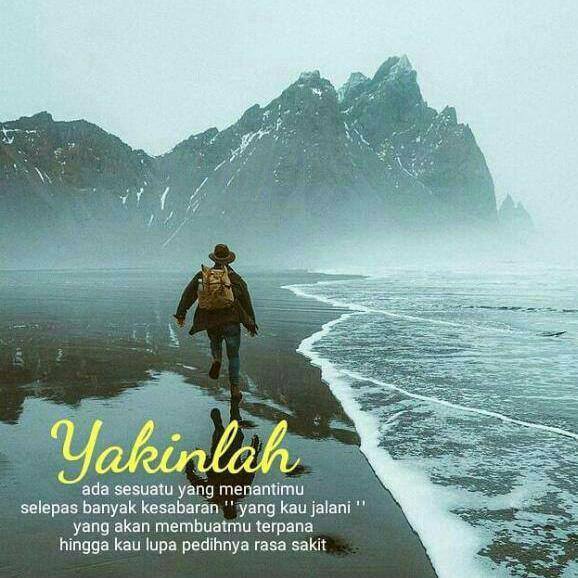 Yakinlah
ada sesuatu yang menantimu
selepas banyak kesabaran '' yang kau jalani ''
yang akan membuatmu terpana
hingga kau lupa pedihnya rasa sakit